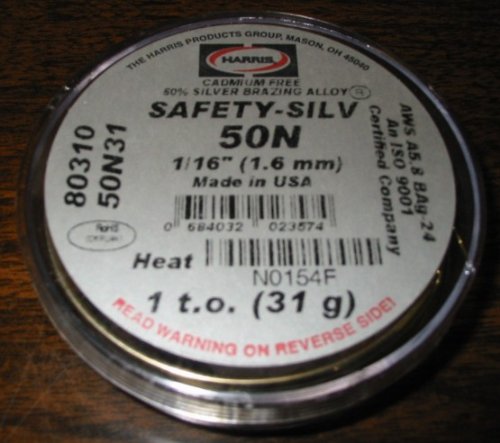 THE HARRIS PRODUCTS GROUP, MASON, OH 45040
HARRIS
CADMIUM FREE
50% SILVER BRAZING ALLOY R
SAFETY-SILV
50N
1/16" (1.6 mm)
Made in USA
0 684032 023574
Heat N0154F
1 t.o. (31 g)
READ WARNING ON REVERSE SIDE!
80310
50N31
RoHS
COMPLIANT
AWS A5.8 BAg-24
An ISO 9001
Certified Company